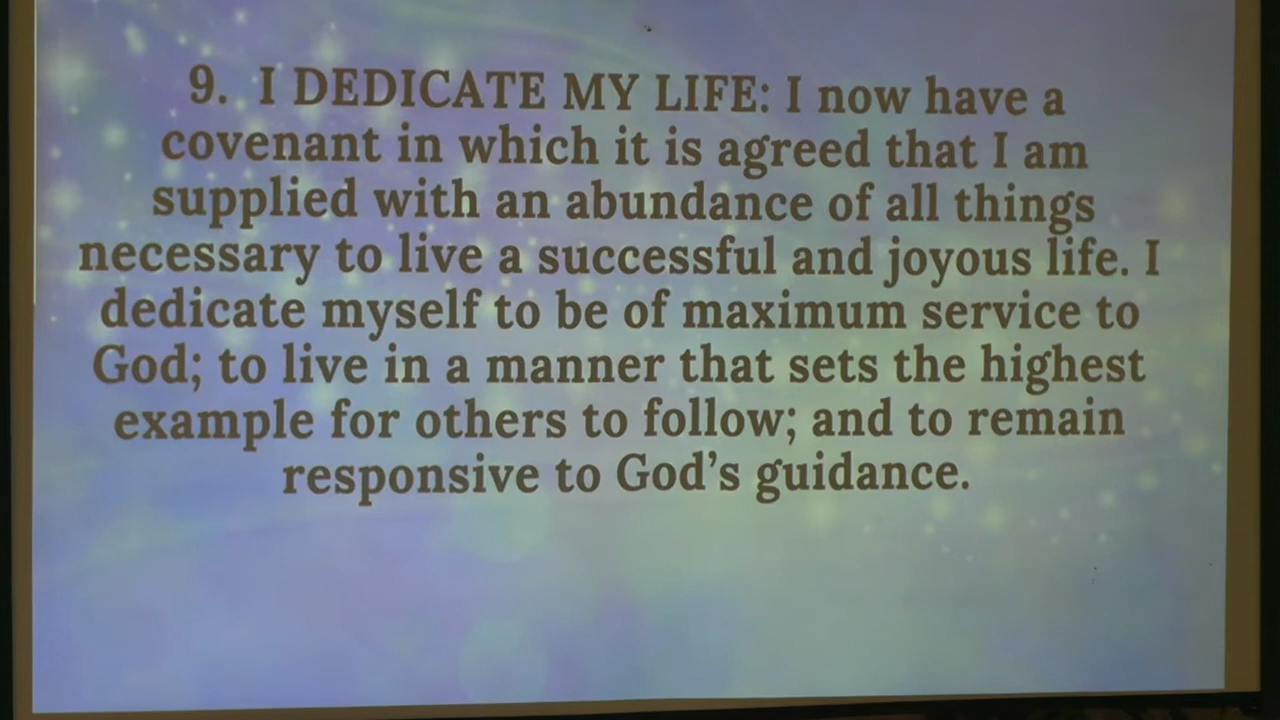 9. I DEDICATE MY LIFE: I now have a
covenant in which it is agreed that I am
supplied with an abundance of all things
necessary to live a successful and joyous life. I
dedicate myself to be of maximum service to
God; to live in a manner that sets the highest
example for others to follow; and to remain
responsive to God’s guidance.